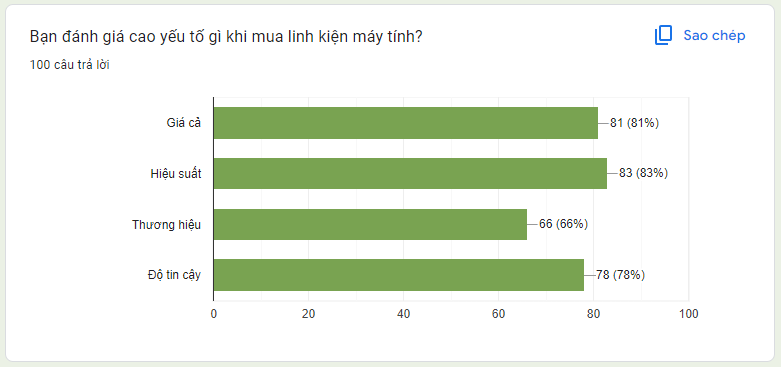 Bạn đánh giá cao yếu tố gì khi mua linh kiện máy tính?
Sao chép
100 câu trả lời
Giá cả
81 (81%)
Hiệu suất
83 (83%)
Thương hiệu
66 (66%)
Độ tin cậy
78 (78%)
0 20 40 60 80 100